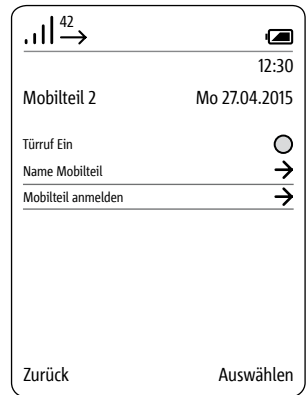 42
12:30
Mobilteil 2 Mo 27.04.2015
Türruf Ein
Name Mobilteil
Mobilteil anmelden
Zurück Auswählen